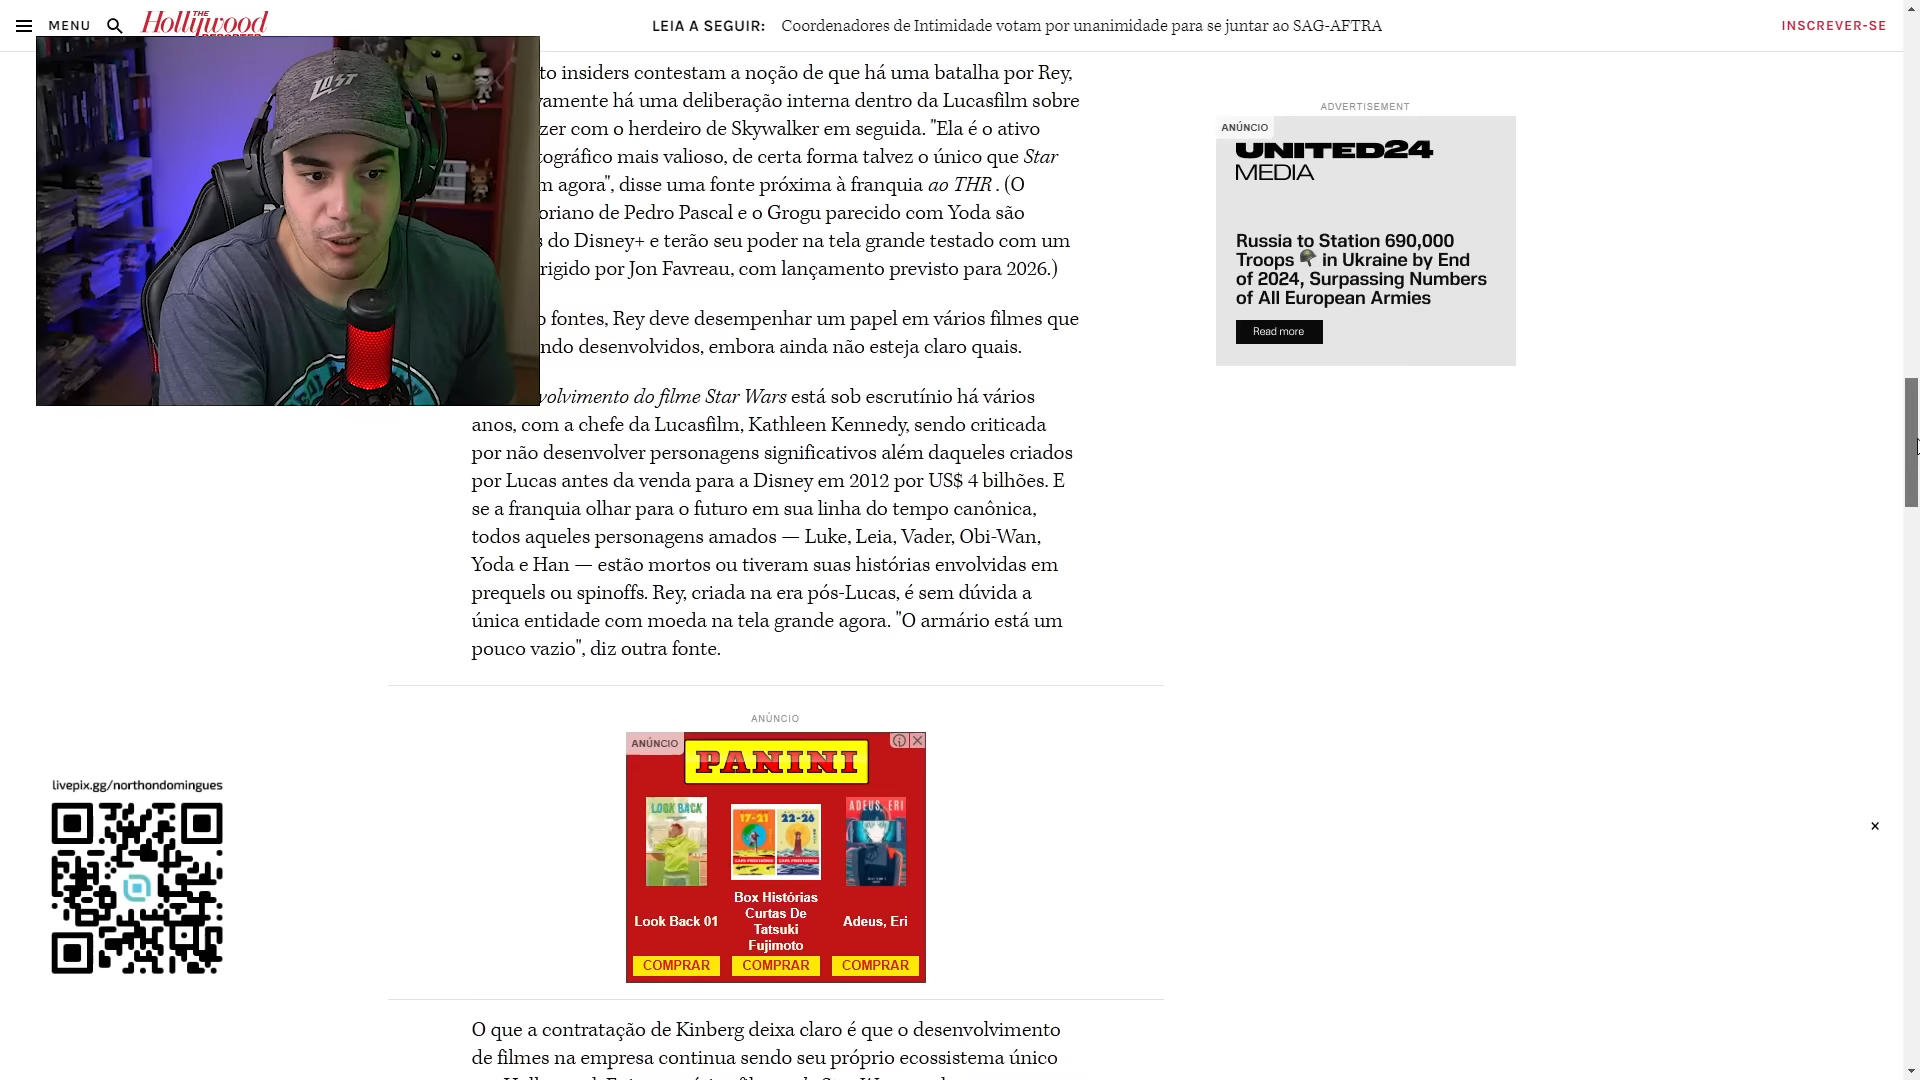 MENU
THE
Hollywood
REPORTER
LEIA A SEGUIR: Coordenadores de Intimidade votam por unanimidade para se juntar ao SAG-AFTRA
INSCREVER-SE
LOST
to insiders contestam a noção de que há uma batalha por Rey,
vamente há uma deliberação interna dentro da Lucasfilm sobre
zer com o herdeiro de Skywalker em seguida. "Ela é o ativo
tográfico mais valioso, de certa forma talvez o único que Star
m agora", disse uma fonte próxima à franquia ao THR . (O
oriano de Pedro Pascal e o Grogu parecido com Yoda são
s do Disney+ e terão seu poder na tela grande testado com um
rigido por Jon Favreau, com lançamento previsto para 2026.)
o fontes, Rey deve desempenhar um papel em vários filmes que
ndo desenvolvidos, embora ainda não esteja claro quais.
volvimento do filme Star Wars está sob escrutínio há vários
anos, com a chefe da Lucasfilm, Kathleen Kennedy, sendo criticada
por não desenvolver personagens significativos além daqueles criados
por Lucas antes da venda para a Disney em 2012 por US$ 4 bilhões. E
se a franquia olhar para o futuro em sua linha do tempo canônica,
todos aqueles personagens amados — Luke, Leia, Vader, Obi-Wan,
Yoda e Han — estão mortos ou tiveram suas histórias envolvidas em
prequels ou spinoffs. Rey, criada na era pós-Lucas, é sem dúvida a
única entidade com moeda na tela grande agora. "O armário está um
pouco vazio", diz outra fonte.
ADVERTISEMENT
ANÚNCIO
UNITED24
MEDIA
Russia to Station 690,000
Troops in Ukraine by End
of 2024, Surpassing Numbers
of All European Armies
Read more
ANÚNCIO
ANÚNCIO
PANINI
LOOK BACK
17-21
22-26
ADEUS, ERI
Look Back 01
Box Histórias
Curtas De
Tatsuki
Fujimoto
Adeus, Eri
COMPRAR
COMPRAR
COMPRAR
livepix.gg/northondomingues
O que a contratação de Kinberg deixa claro é que o desenvolvimento
de filmes na empresa continua sendo seu próprio ecossistema único